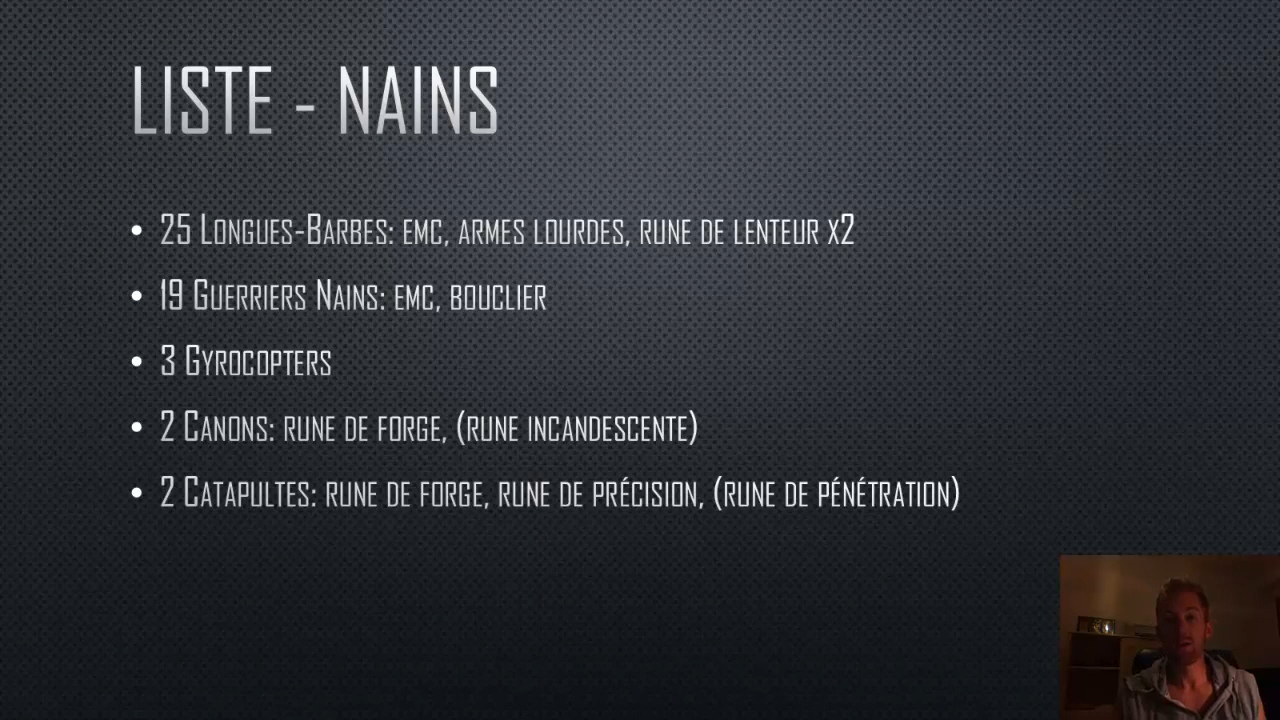 LISTE - NAINS
• 25 LONGUES-BARBES: EMC, ARMES LOURDES, RUNE DE LENTEUR X2
• 19 GUERRIERS NAINS: EMC, BOUCLIER
• 3 GYROCOPTERS
• 2 CANONS: RUNE DE FORGE, (RUNE INCANDESCENTE)
• 2 CATAPULTES: RUNE DE FORGE, RUNE DE PRÉCISION, (RUNE DE PÉNÉTRATION)